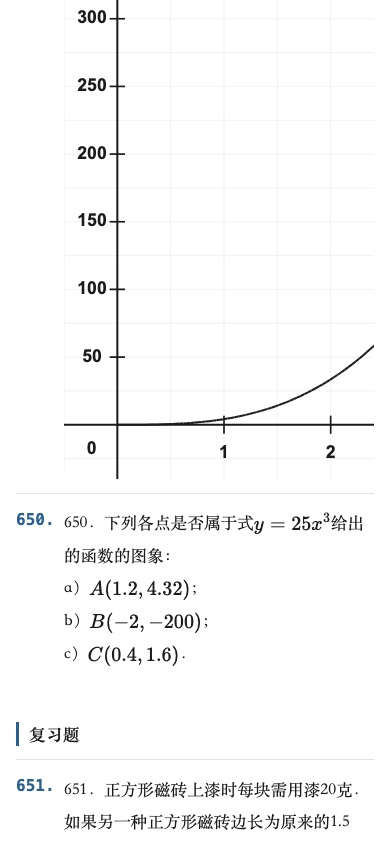 300
250
200
150
100
50
0
1
2
650. 650. 下列各点是否属于式y = 25x³给出
的函数的图象：
a) A(1.2, 4.32)；
b) B(−2, −200)；
c) C(0.4, 1.6).
复习题
651. 651. 正方形磁砖上漆时每块需用漆20克.
如果另一种正方形磁砖边长为原来的1.5